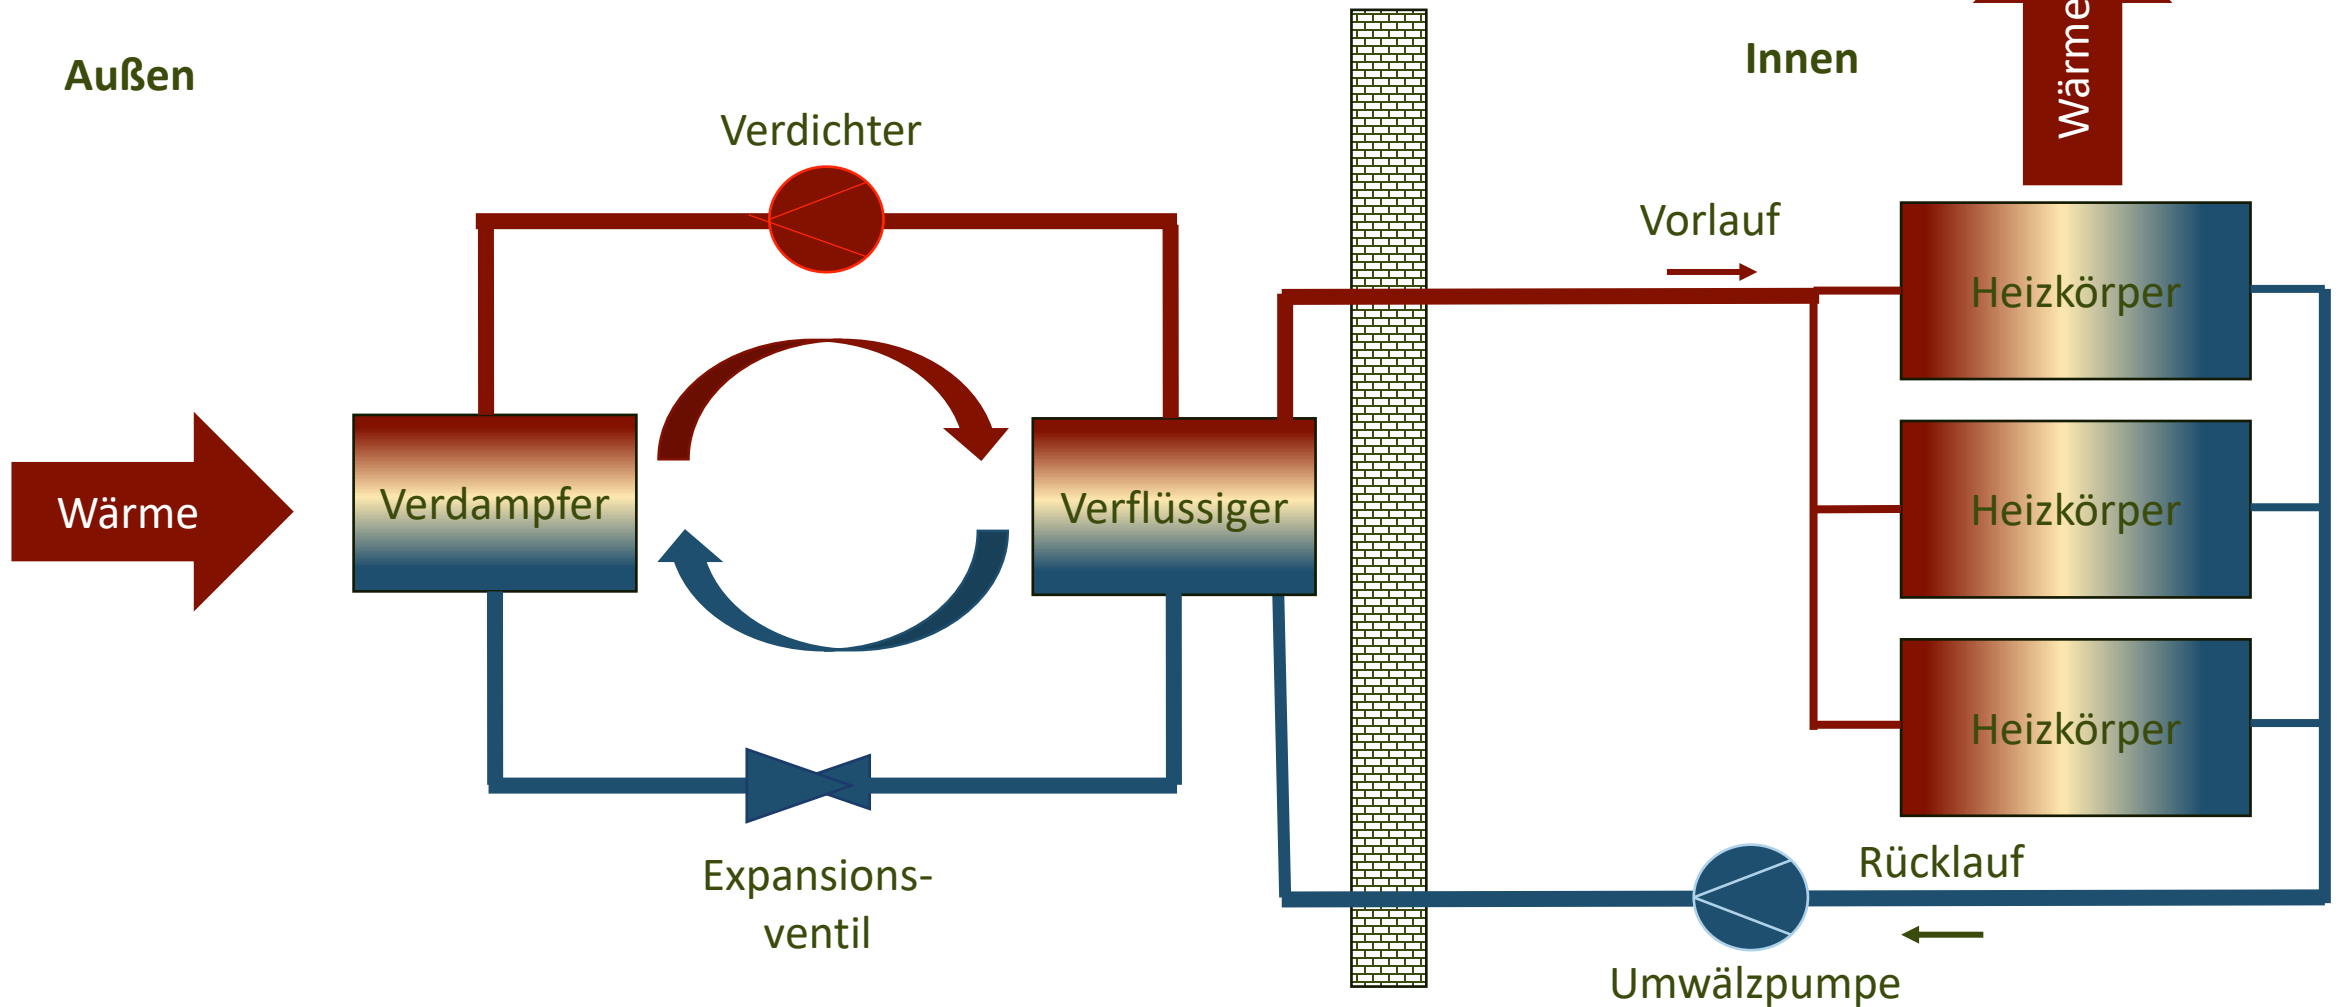 Außen
Innen
Wärme
Verdichter
Vorlauf
Heizkörper
Wärme
Verdampfer
Verflüssiger
Heizkörper
Heizkörper
Expansions-
ventil
Rücklauf
Umwälzpumpe